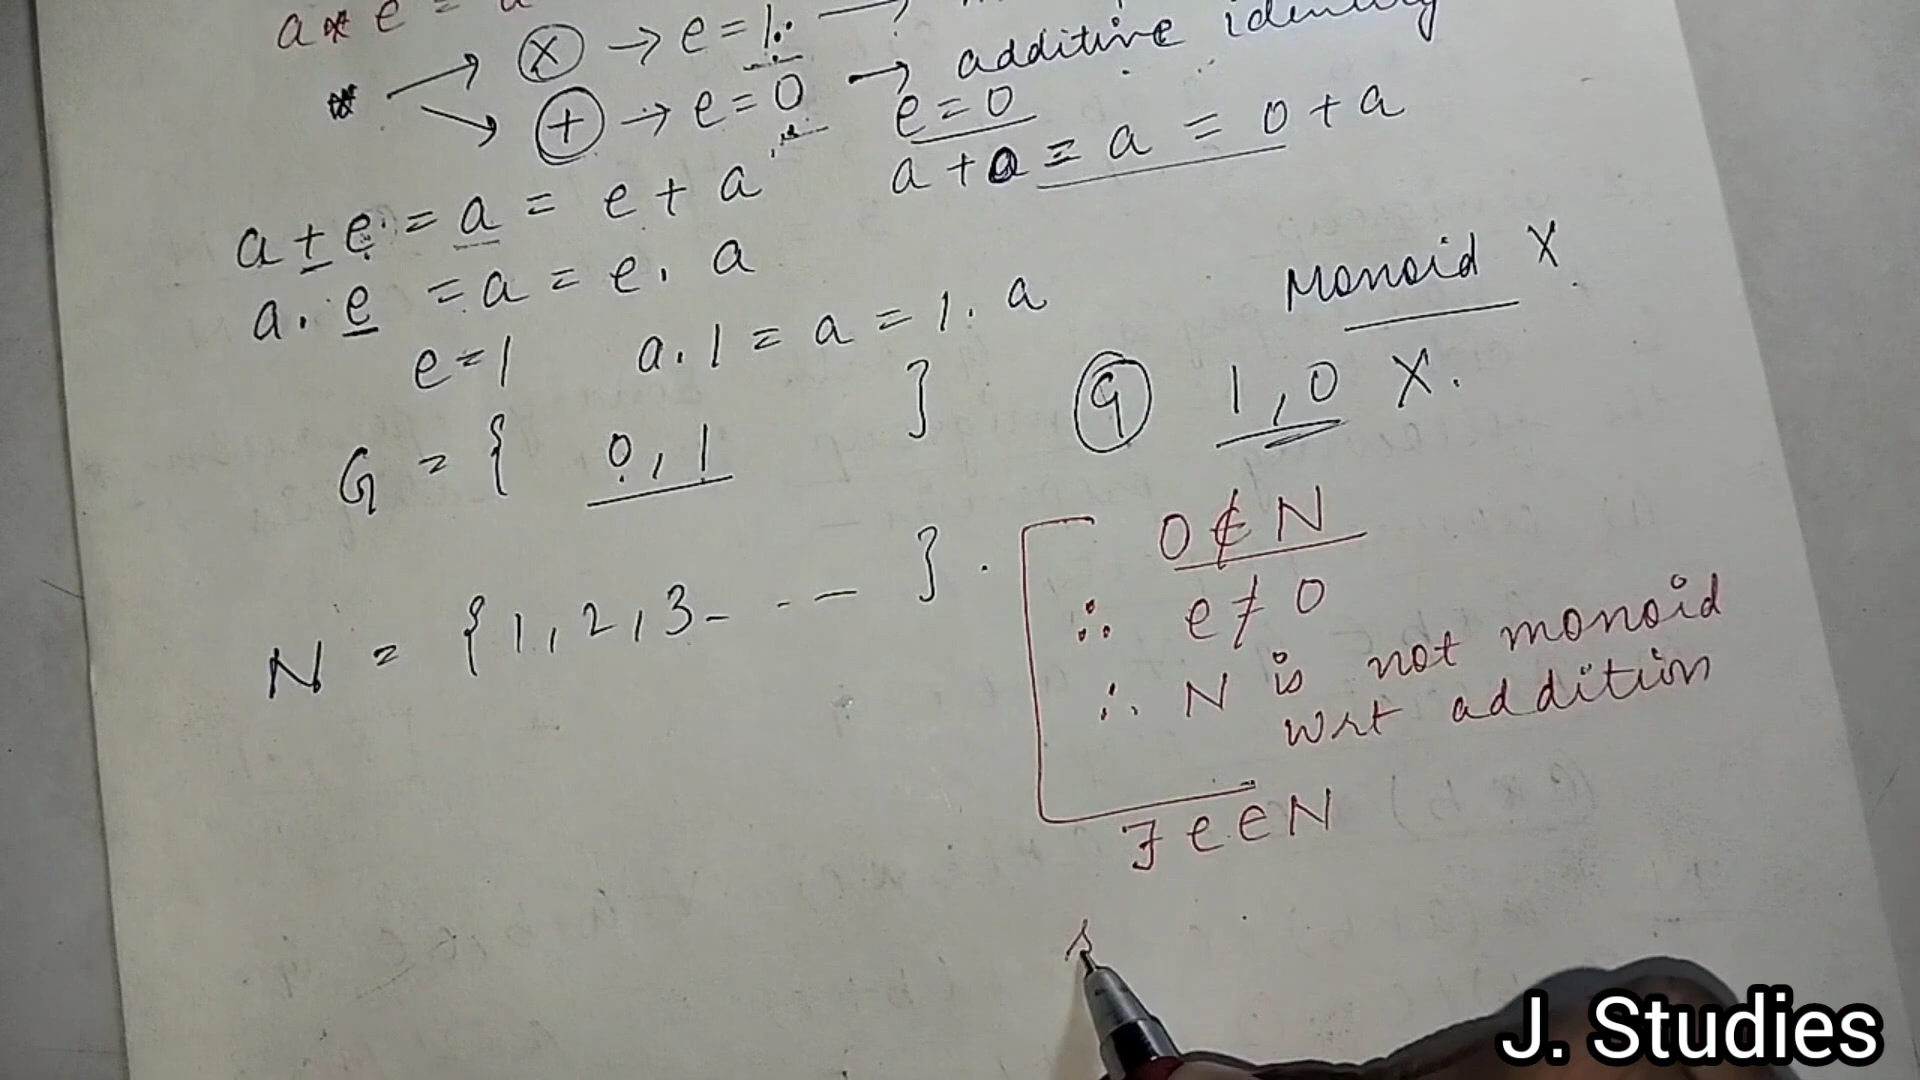 a * e = a
* → × → e = 1 →
→ + → e = 0 → additive identity
e = 0
a + e = a = e + a
a + 0 = a = 0 + a
a . e = a = e . a
e = 1 a . 1 = a = 1 . a
Monoid X
G = { 0 , 1 }
G 1 , 0 X .
N = { 1 , 2 , 3 - - - - } .
0 ∉ N
∴ e ≠ 0
∴ N is not monoid
wrt addition
∃ e ∈ N
J. Studies